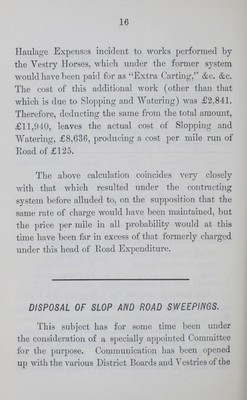 16
Haulage Expenses incident to works performed by
the Vestry Horses, which under the former system
would have been paid for as “Extra Carting,” &c. &c.
The cost of this additional work (other than that
which is due to Slopping and Watering) was £2,841.
Therefore, deducting the same from the total amount,
£11,940, leaves the actual cost of Slopping and
Watering, £8,636, producing a cost per mile run of
Road of £125.
The above calculation coincides very closely
with that which resulted under the contracting
system before alluded to, on the supposition that the
same rate of charge would have been maintained, but
the price per mile in all probability would at this
time have been far in excess of that formerly charged
under this head of Road Expenditure.
DISPOSAL OF SLOP AND ROAD SWEEPINGS.
This subject has for some time been under
the consideration of a specially appointed Committee
for the purpose. Communication has been opened
up with the various District Boards and Vestries of the